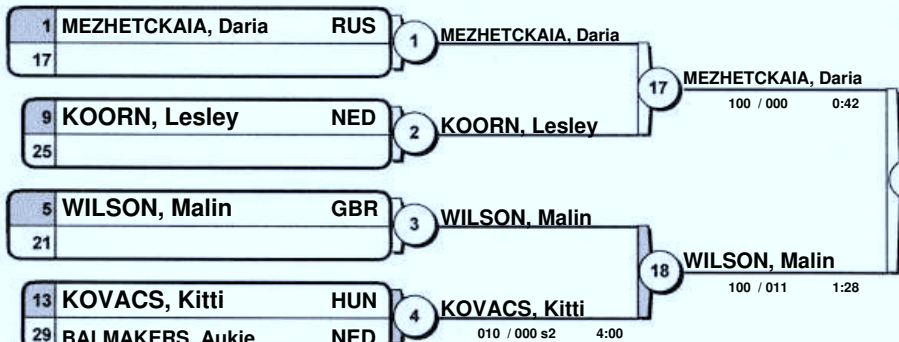 1 MEZHETCKAIA, Daria RUS
17
1 MEZHETCKAIA, Daria
17 MEZHETCKAIA, Daria
100 / 000 0:42
9 KOORN, Lesley NED
25
2 KOORN, Lesley
5 WILSON, Malin GBR
21
3 WILSON, Malin
18 WILSON, Malin
100 / 011 1:28
13 KOVACS, Kitti HUN
29 BALMAKERS, Aukje NED
4 KOVACS, Kitti
010 / 000 s2 4:00